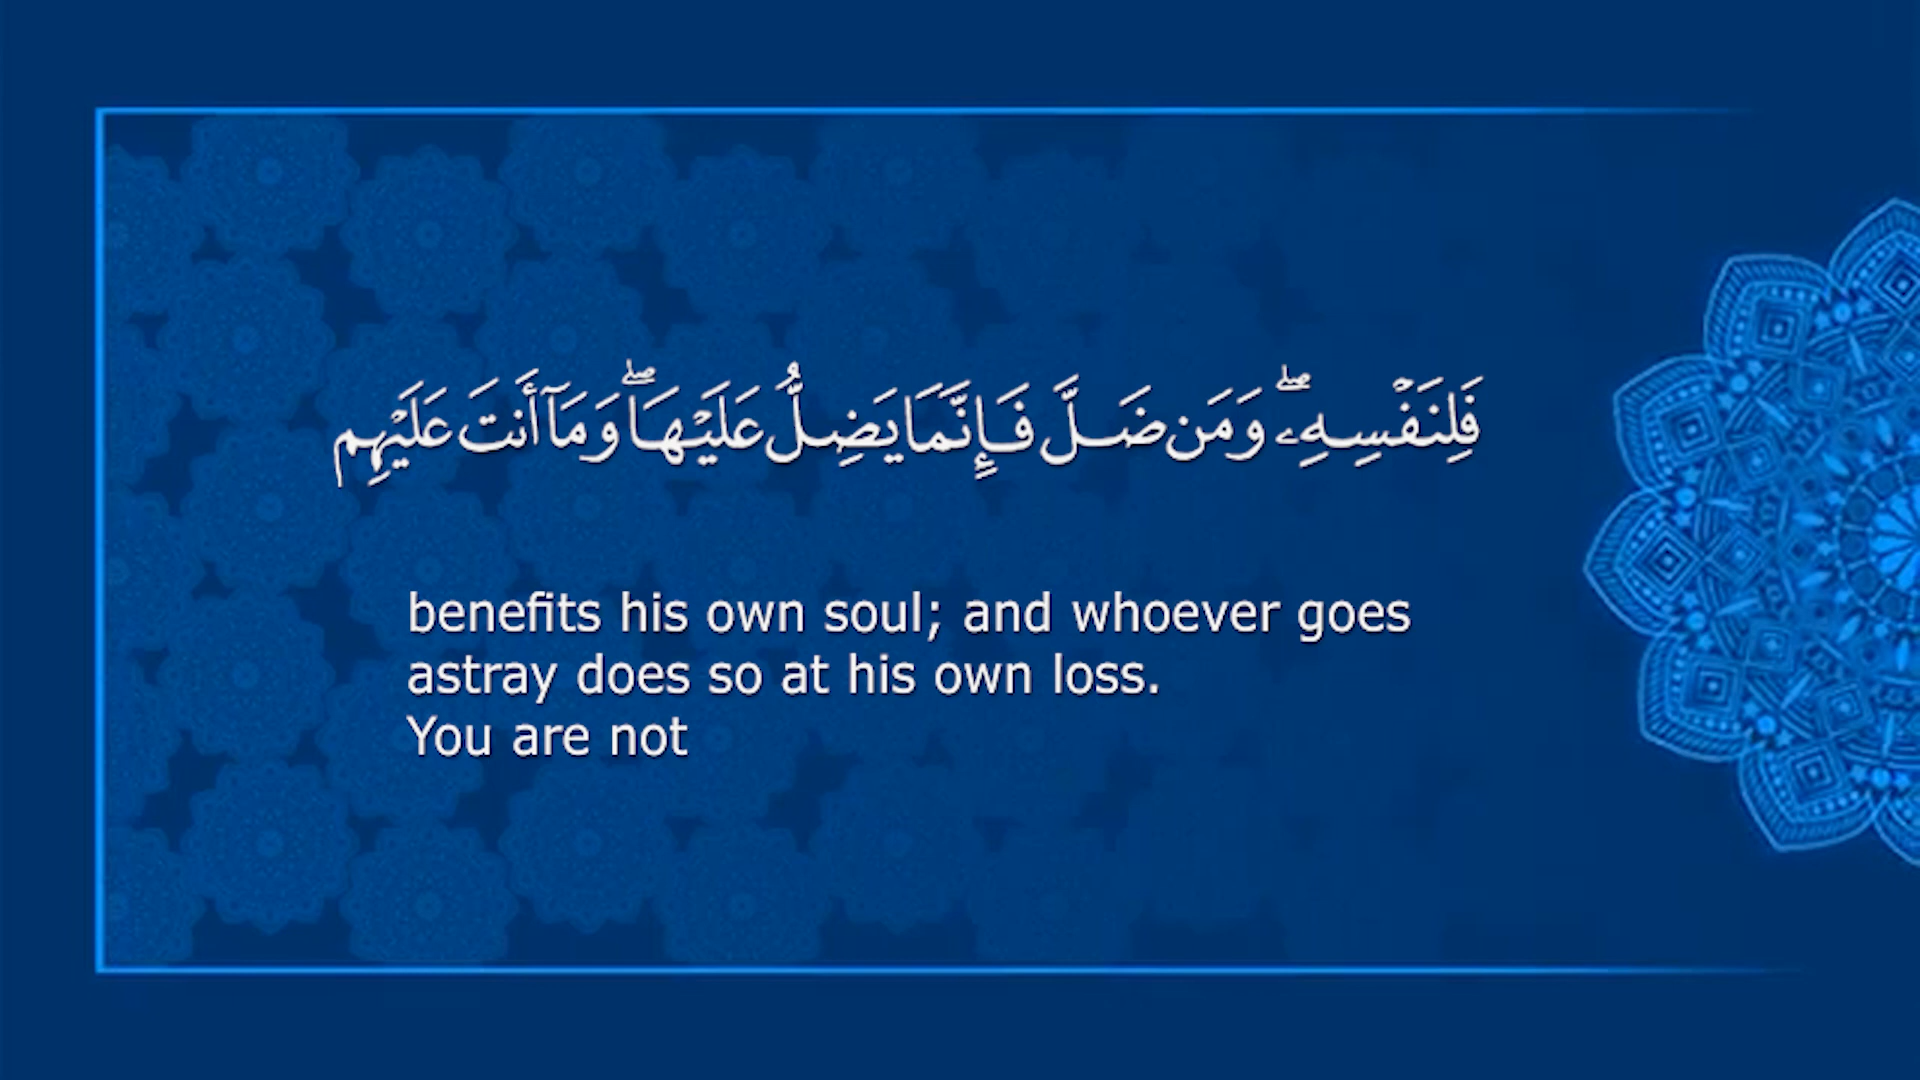 فَلِنَفْسِهِۦۖ وَمَن ضَلَّ فَإِنَّمَا يَضِلُّ عَلَيْهَاۖ وَمَآ أَنتَ عَلَيْهِم
benefits his own soul; and whoever goes
astray does so at his own loss.
You are not